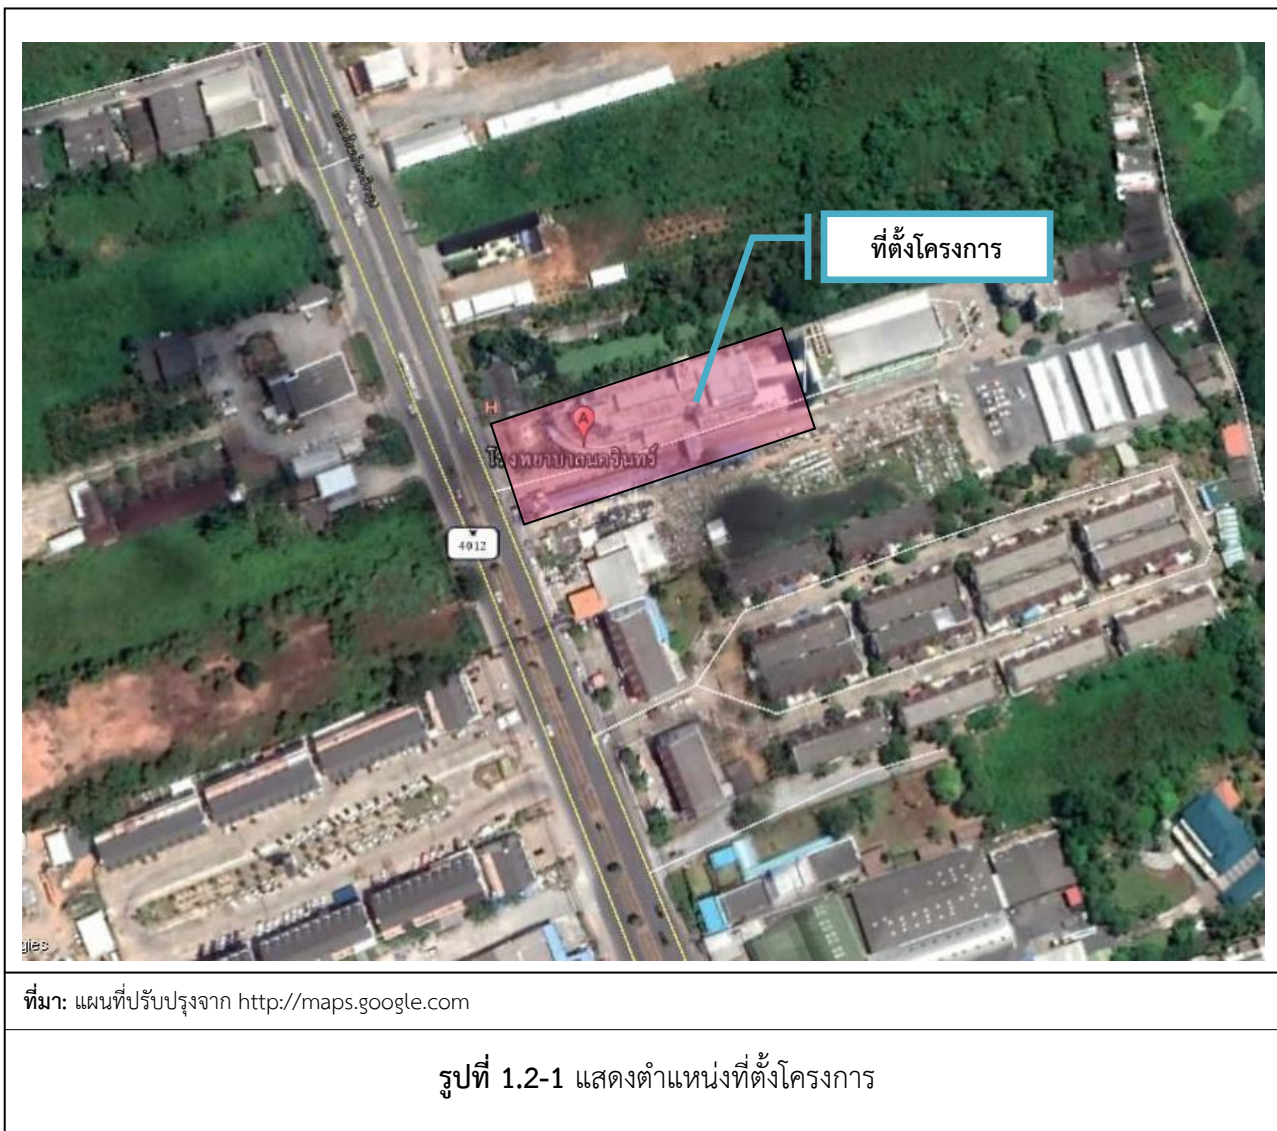 ที่ตั้งโครงการ
H
A
โรงพยาบาลนครินทร์
4012
gies
ที่มา: แผนที่ปรับปรุงจาก http://maps.google.com
รูปที่ 1.2-1 แสดงตำแหน่งที่ตั้งโครงการ